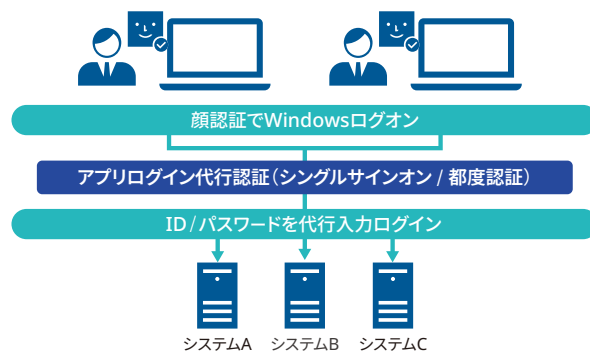 顔認証でWindowsログオン
アプリログイン代行認証(シングルサインオン / 都度認証)
ID/パスワードを代行入力ログイン
システムA システムB システムC